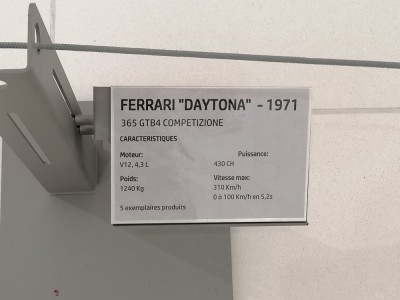 FERRARI "DAYTONA" - 1971
365 GTB4 COMPETIZIONE
CARACTERISTIQUES
Moteur:
V12, 4,3 L
Puissance:
430 CH
Poids:
1240 Kg
Vitesse max:
310 Km/h
0 à 100 Km/h en 5,2s
5 exemplaires produits